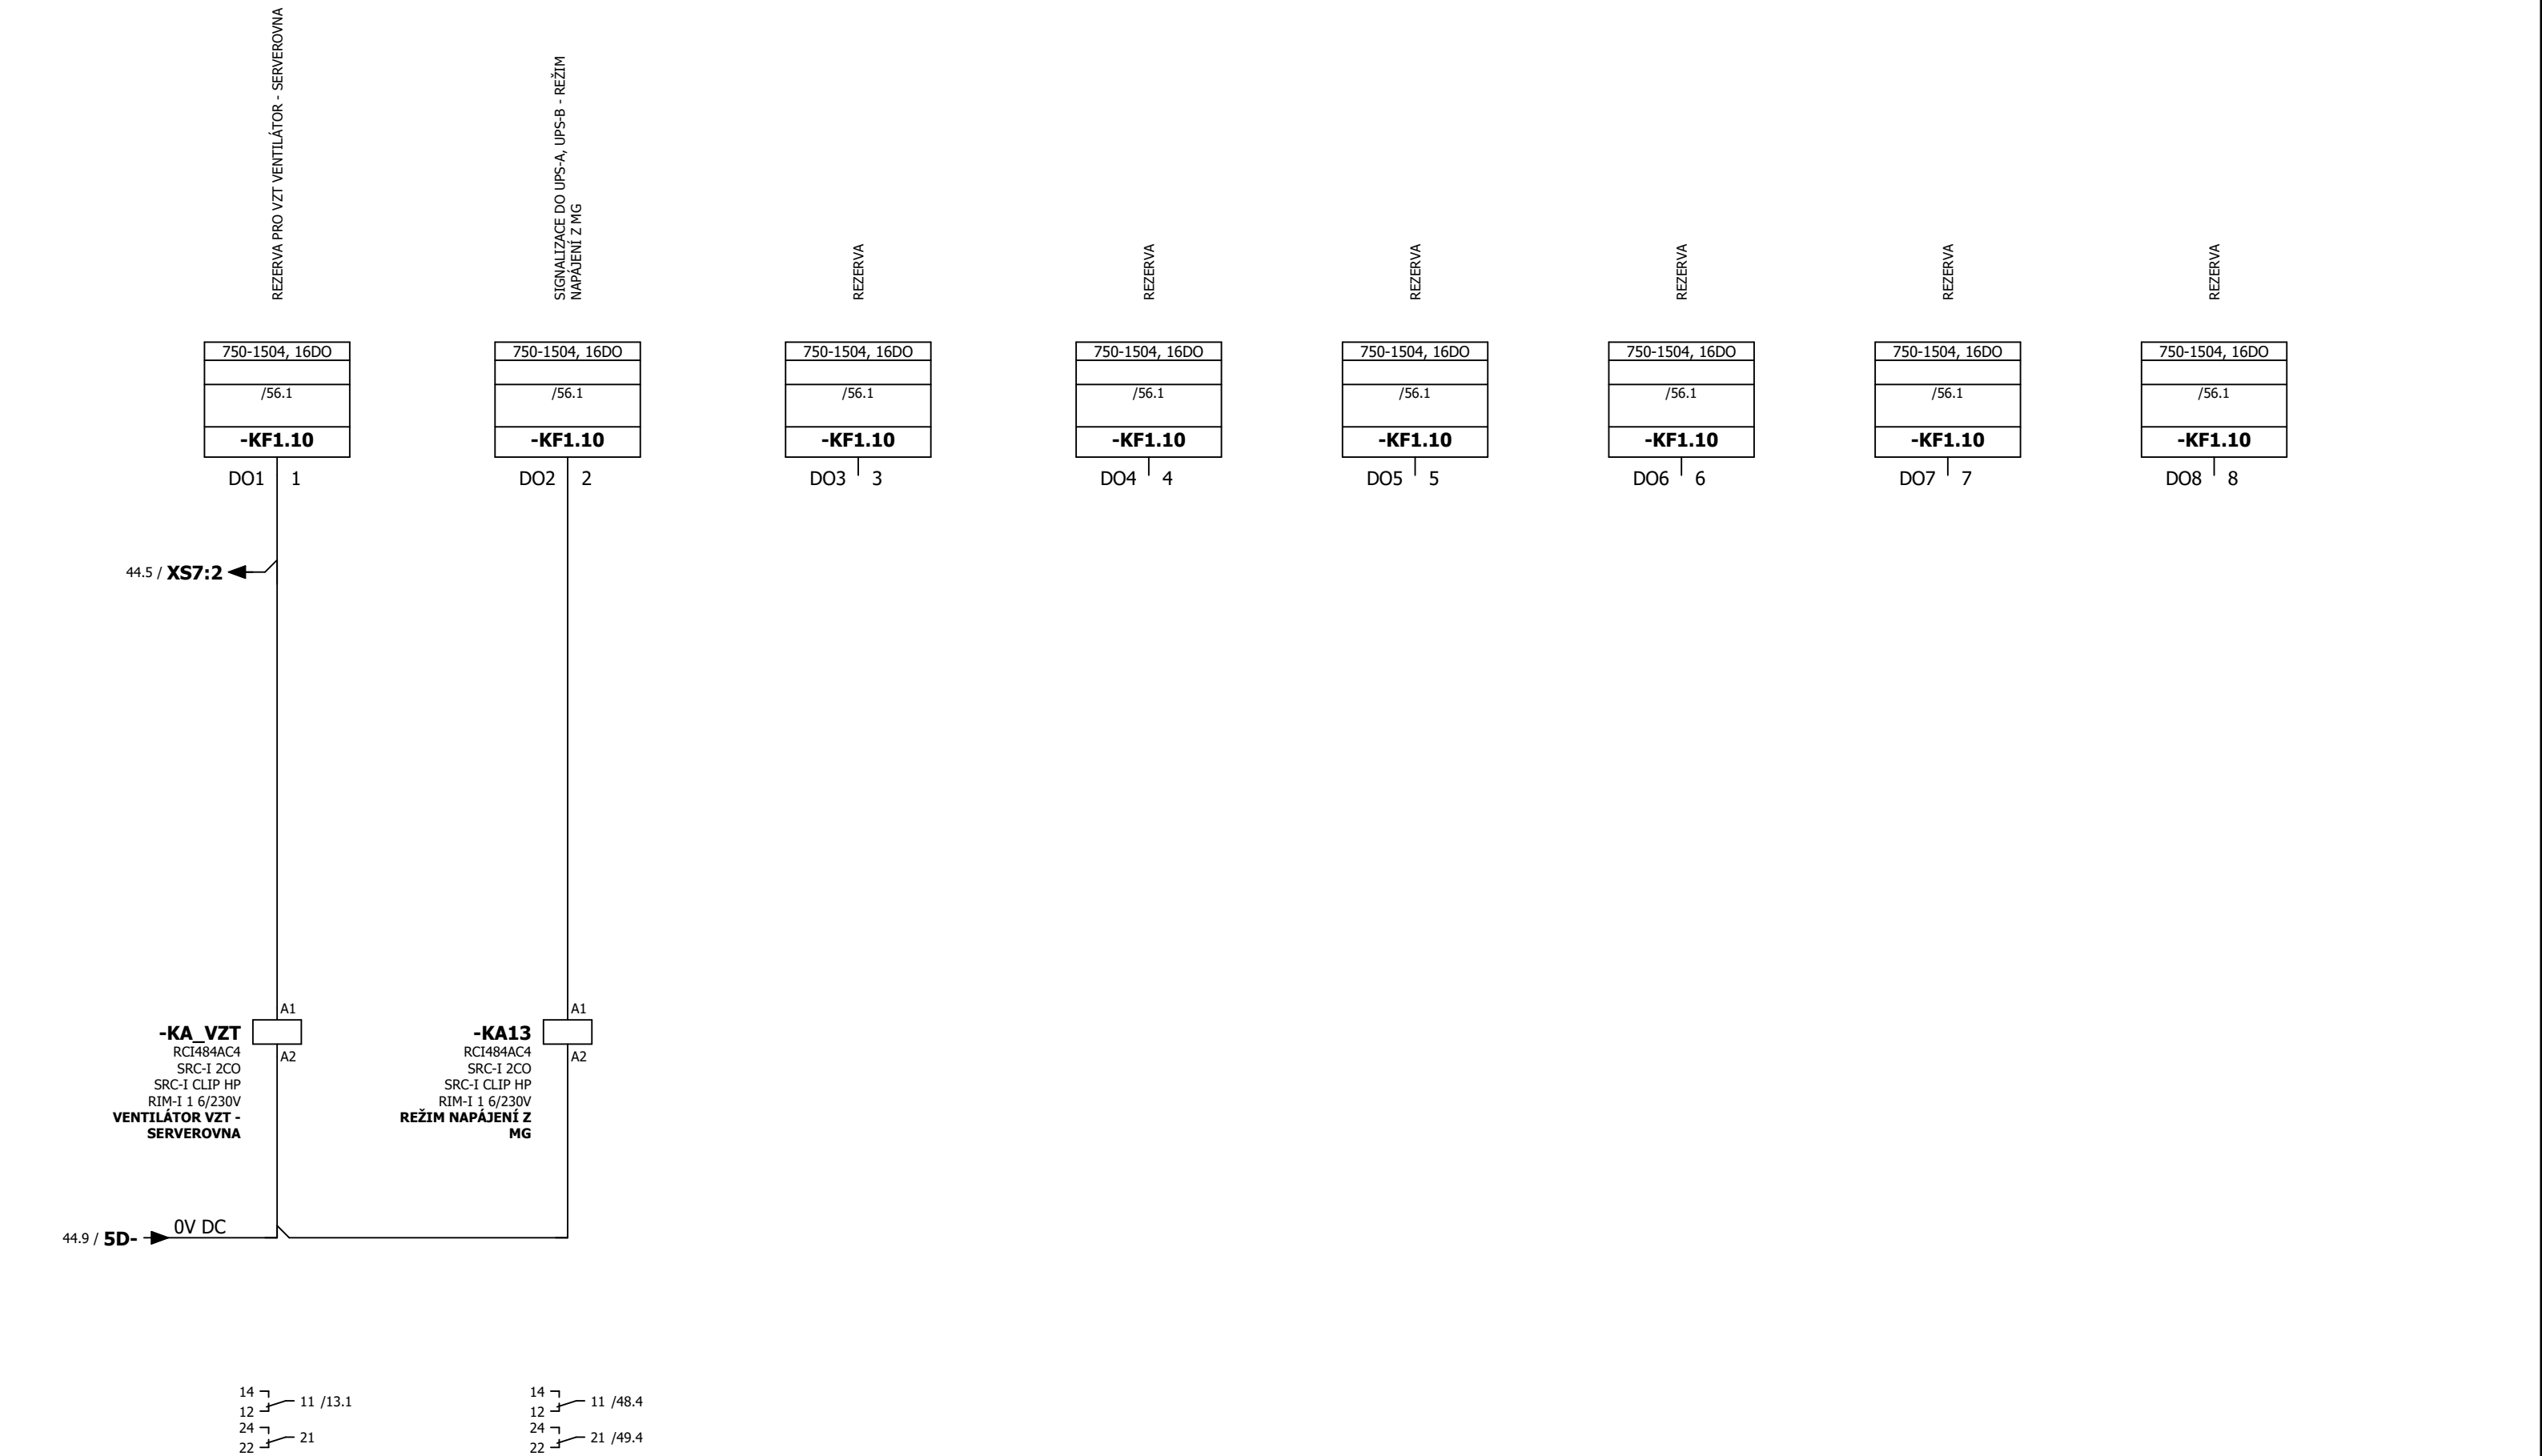 REZERVA PRO VZT VENTILÁTOR - SERVEROVNA
SIGNALIZACE DO UPS-A, UPS-B - REŽIM
NAPÁJENÍ Z MG
REZERVA
REZERVA
REZERVA
REZERVA
REZERVA
REZERVA
750-1504, 16DO
/56.1
-KF1.10
DO1 1
750-1504, 16DO
/56.1
-KF1.10
DO2 2
750-1504, 16DO
/56.1
-KF1.10
DO3 3
750-1504, 16DO
/56.1
-KF1.10
DO4 4
750-1504, 16DO
/56.1
-KF1.10
DO5 5
750-1504, 16DO
/56.1
-KF1.10
DO6 6
750-1504, 16DO
/56.1
-KF1.10
DO7 7
750-1504, 16DO
/56.1
-KF1.10
DO8 8
44.5 / XS7:2
A1
-KA_VZT
A2
RCI484AC4
SRC-I 2CO
SRC-I CLIP HP
RIM-I 1 6/230V
VENTILÁTOR VZT -
SERVEROVNA
A1
-KA13
A2
RCI484AC4
SRC-I 2CO
SRC-I CLIP HP
RIM-I 1 6/230V
REŽIM NAPÁJENÍ Z
MG
44.9 / 5D- 0V DC
14
11 /13.1
12
24
21
22
14
11 /48.4
12
24
21 /49.4
22